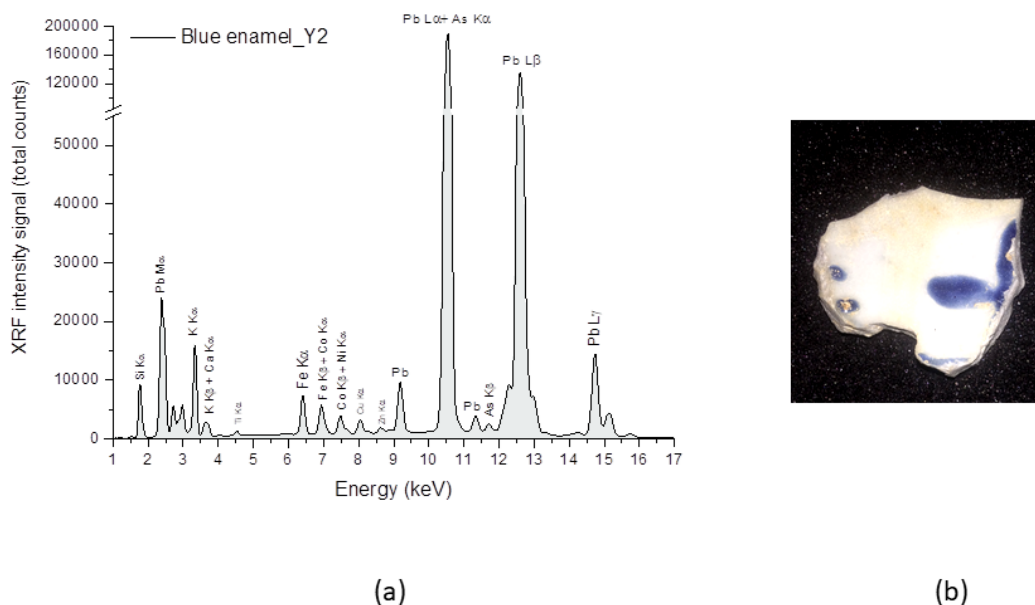 Blue enamel_Y2
XRF intensity signal (total counts)
200000
160000
120000
50000
40000
30000
20000
10000
0
Si Kα
Pb Mα
K Kα
K Kβ + Ca Kα
Ti Kα
Fe Kα
Fe Kβ + Co Kα
Co Kβ + Ni Kα
Cu Kα
Zn Kα
Pb
Pb Lα+ As Kα
Pb
As Kβ
Pb Lβ
Pb Lγ
1 2 3 4 5 6 7 8 9 10 11 12 13 14 15 16 17
Energy (keV)
(a)
(b)